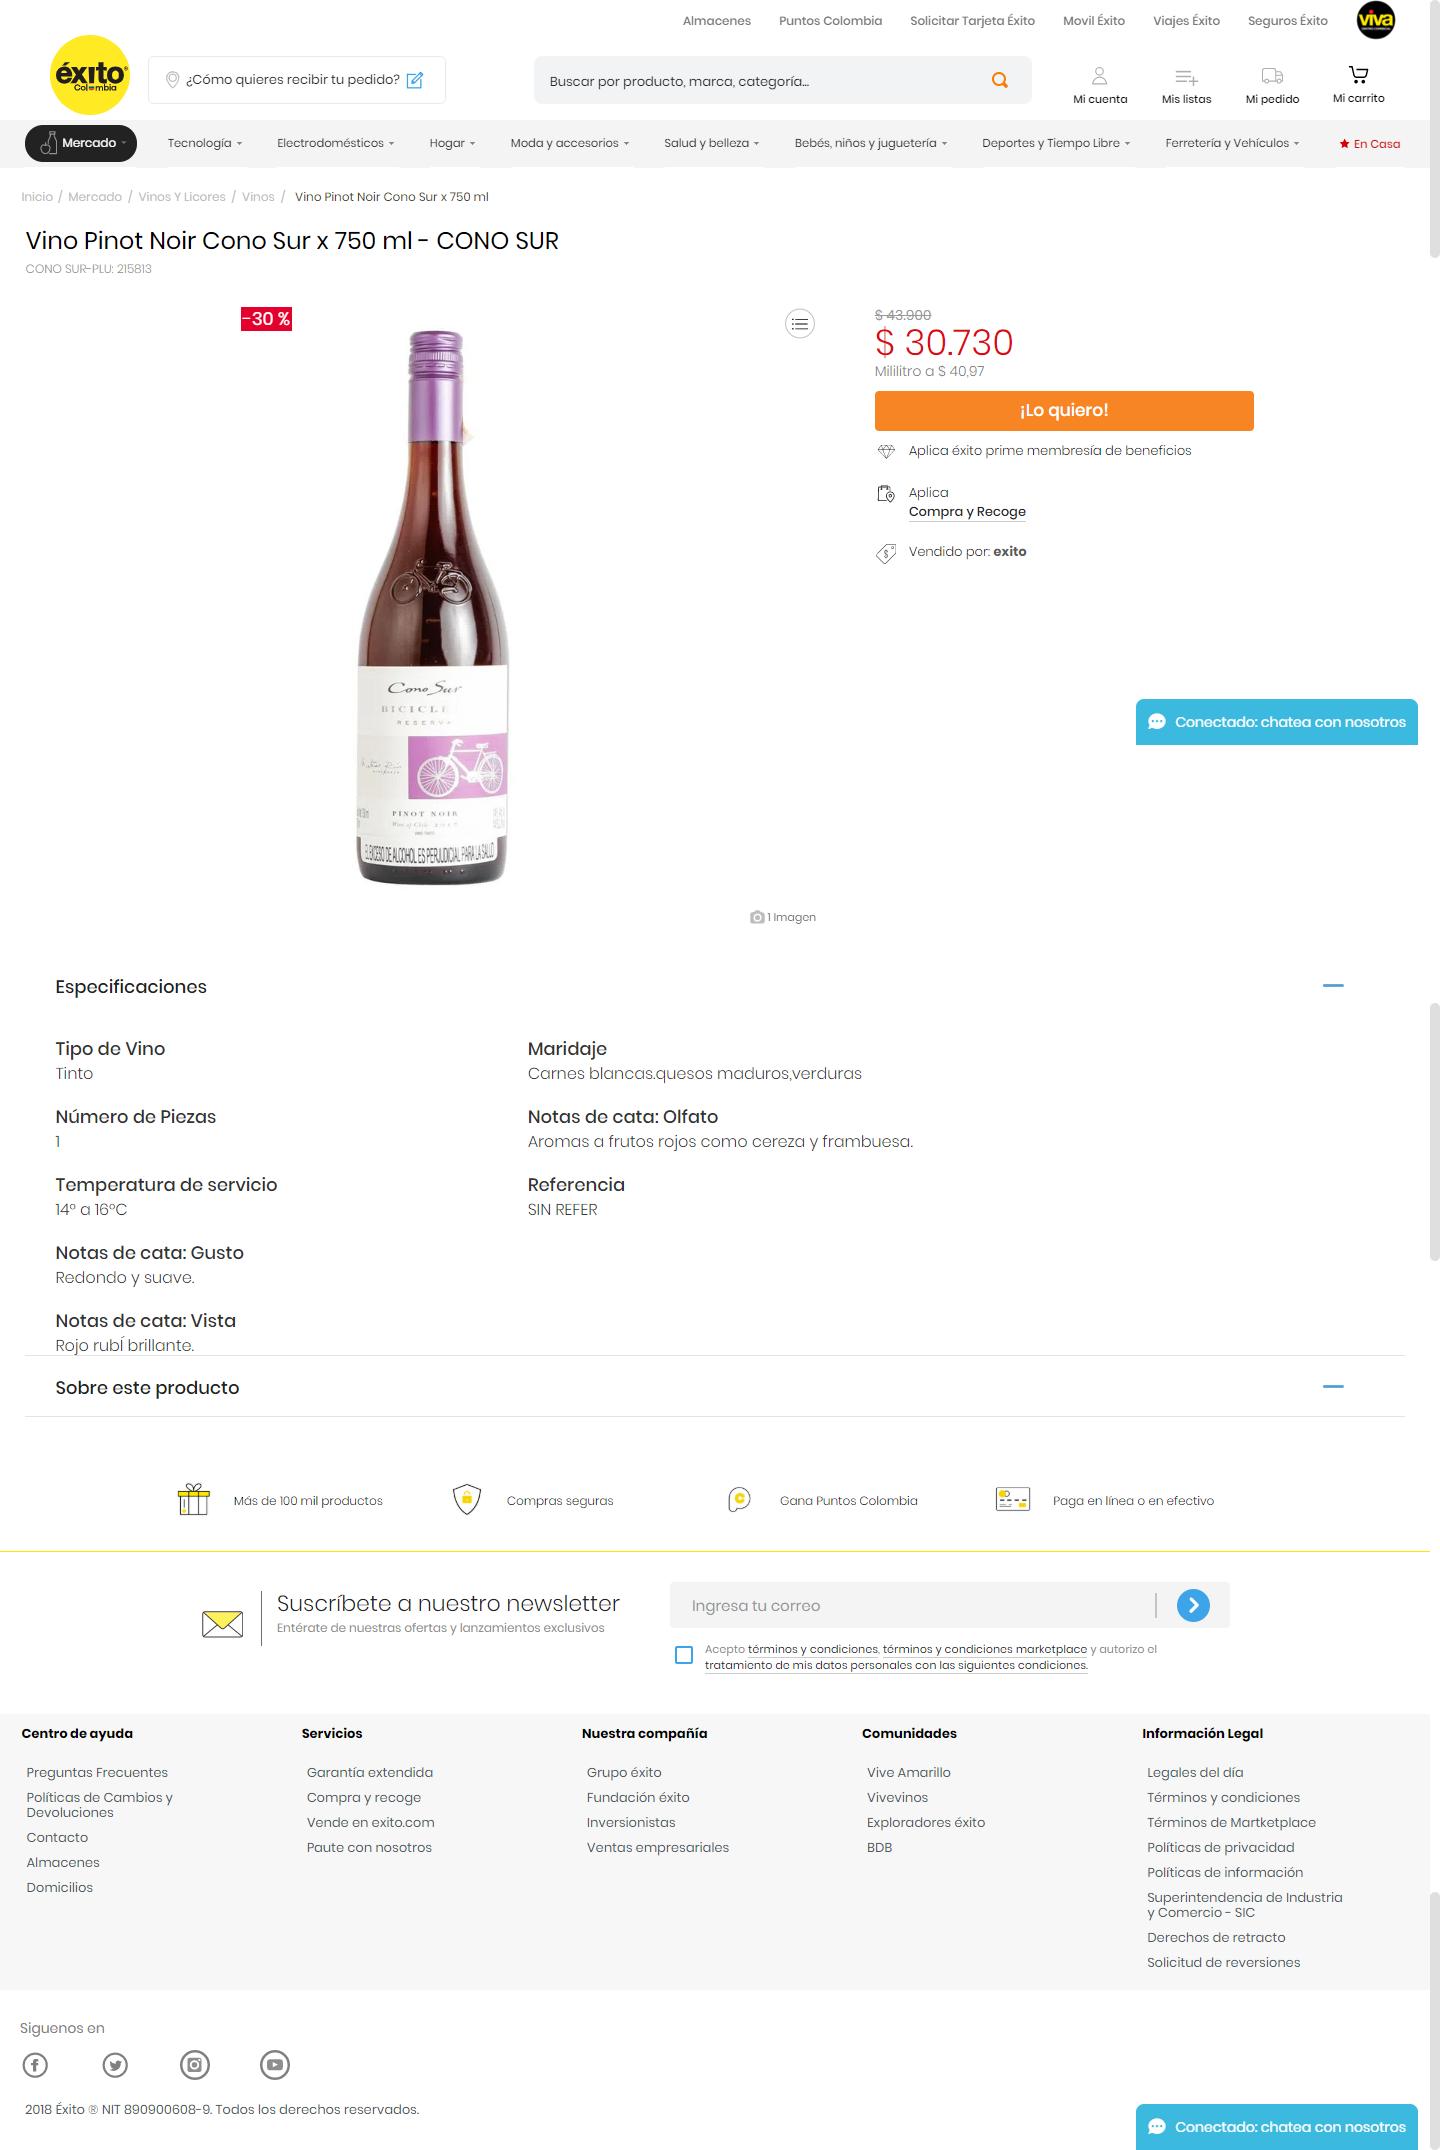 Almacenes Puntos Colombia Solicitar Tarjeta Éxito Movil Éxito Viajes Éxito Seguros Éxito viva
éxito
Colombia
¿Cómo quieres recibir tu pedido?
Buscar por producto, marca, categoría...
Mi cuenta Mis listas Mi pedido Mi carrito
Mercado Tecnología Electrodomésticos Hogar Moda y accesorios Salud y belleza Bebés, niños y juguetería Deportes y Tiempo Libre Ferretería y Vehículos En Casa
Inicio / Mercado / Vinos Y Licores / Vinos / Vino Pinot Noir Cono Sur x 750 ml
Vino Pinot Noir Cono Sur x 750 ml - CONO SUR
CONO SUR-PLU: 215813
-30 %
Cono Sur
BICICLE
RESERVA
PINOT NOIR
EL EXCESO DE ALCOHOL ES PERJUDICIAL PARA LA SALUD
1 Imagen
$ 43.900
$ 30.730
Mililitro a $ 40,97
¡Lo quiero!
Aplica éxito prime membresía de beneficios
Aplica
Compra y Recoge
Vendido por: exito
Conectado: chatea con nosotros
Especificaciones
Tipo de Vino
Tinto
Número de Piezas
1
Temperatura de servicio
14º a 16ºC
Notas de cata: Gusto
Redondo y suave.
Notas de cata: Vista
Rojo rubÍ brillante.
Maridaje
Carnes blancas.quesos maduros,verduras
Notas de cata: Olfato
Aromas a frutos rojos como cereza y frambuesa.
Referencia
SIN REFER
Sobre este producto
Más de 100 mil productos Compras seguras Gana Puntos Colombia Paga en línea o en efectivo
Suscríbete a nuestro newsletter
Entérate de nuestras ofertas y lanzamientos exclusivos
Ingresa tu correo
Acepto términos y condiciones, términos y condiciones marketplace y autorizo el
tratamiento de mis datos personales con las siguientes condiciones.
Centro de ayuda
Preguntas Frecuentes
Políticas de Cambios y
Devoluciones
Contacto
Almacenes
Domicilios
Servicios
Garantía extendida
Compra y recoge
Vende en exito.com
Paute con nosotros
Nuestra compañía
Grupo éxito
Fundación éxito
Inversionistas
Ventas empresariales
Comunidades
Vive Amarillo
Vivevinos
Exploradores éxito
BDB
Información Legal
Legales del día
Términos y condiciones
Términos de Martketplace
Políticas de privacidad
Políticas de información
Superintendencia de Industria
y Comercio - SIC
Derechos de retracto
Solicitud de reversiones
Siguenos en
2018 Éxito ® NIT 890900608-9. Todos los derechos reservados.
Conectado: chatea con nosotros